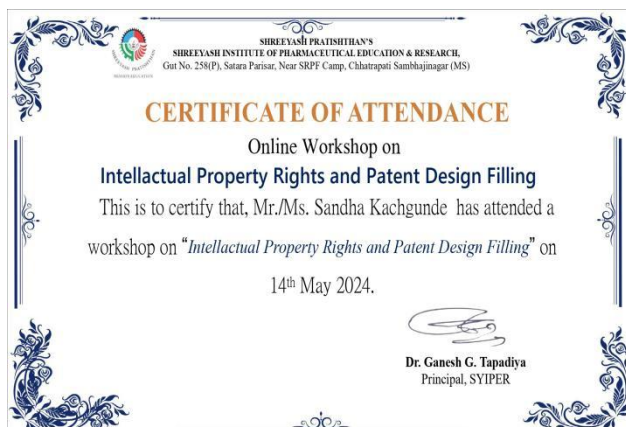 SHREEYASH PRATISHTHAN'S
SHREEYASH INSTITUTE OF PHARMACEUTICAL EDUCATION & RESEARCH,
Gut No. 258(P), Satara Parisar, Near SRPF Camp, Chhatrapati Sambhajinagar (MS)
CERTIFICATE OF ATTENDANCE
Online Workshop on
Intellactual Property Rights and Patent Design Filling
This is to certify that, Mr./Ms. Sandha Kachgunde has attended a
workshop on "Intellectual Property Rights and Patent Design Filling" on
14th May 2024.
Dr. Ganesh G. Tapadiya
Principal, SYIPER